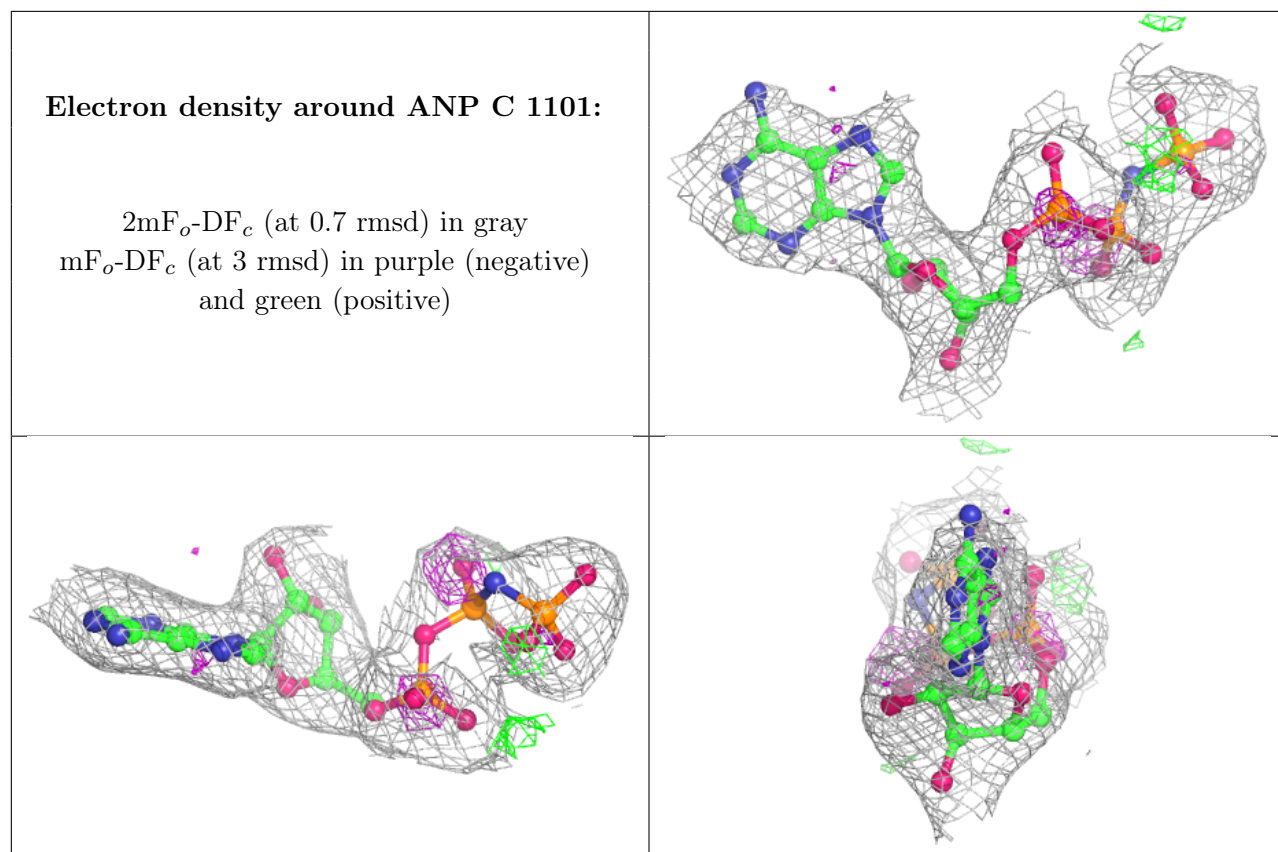 Electron density around ANP C 1101:
2mFo-DFc (at 0.7 rmsd) in gray
mFo-DFc (at 3 rmsd) in purple (negative)
and green (positive)